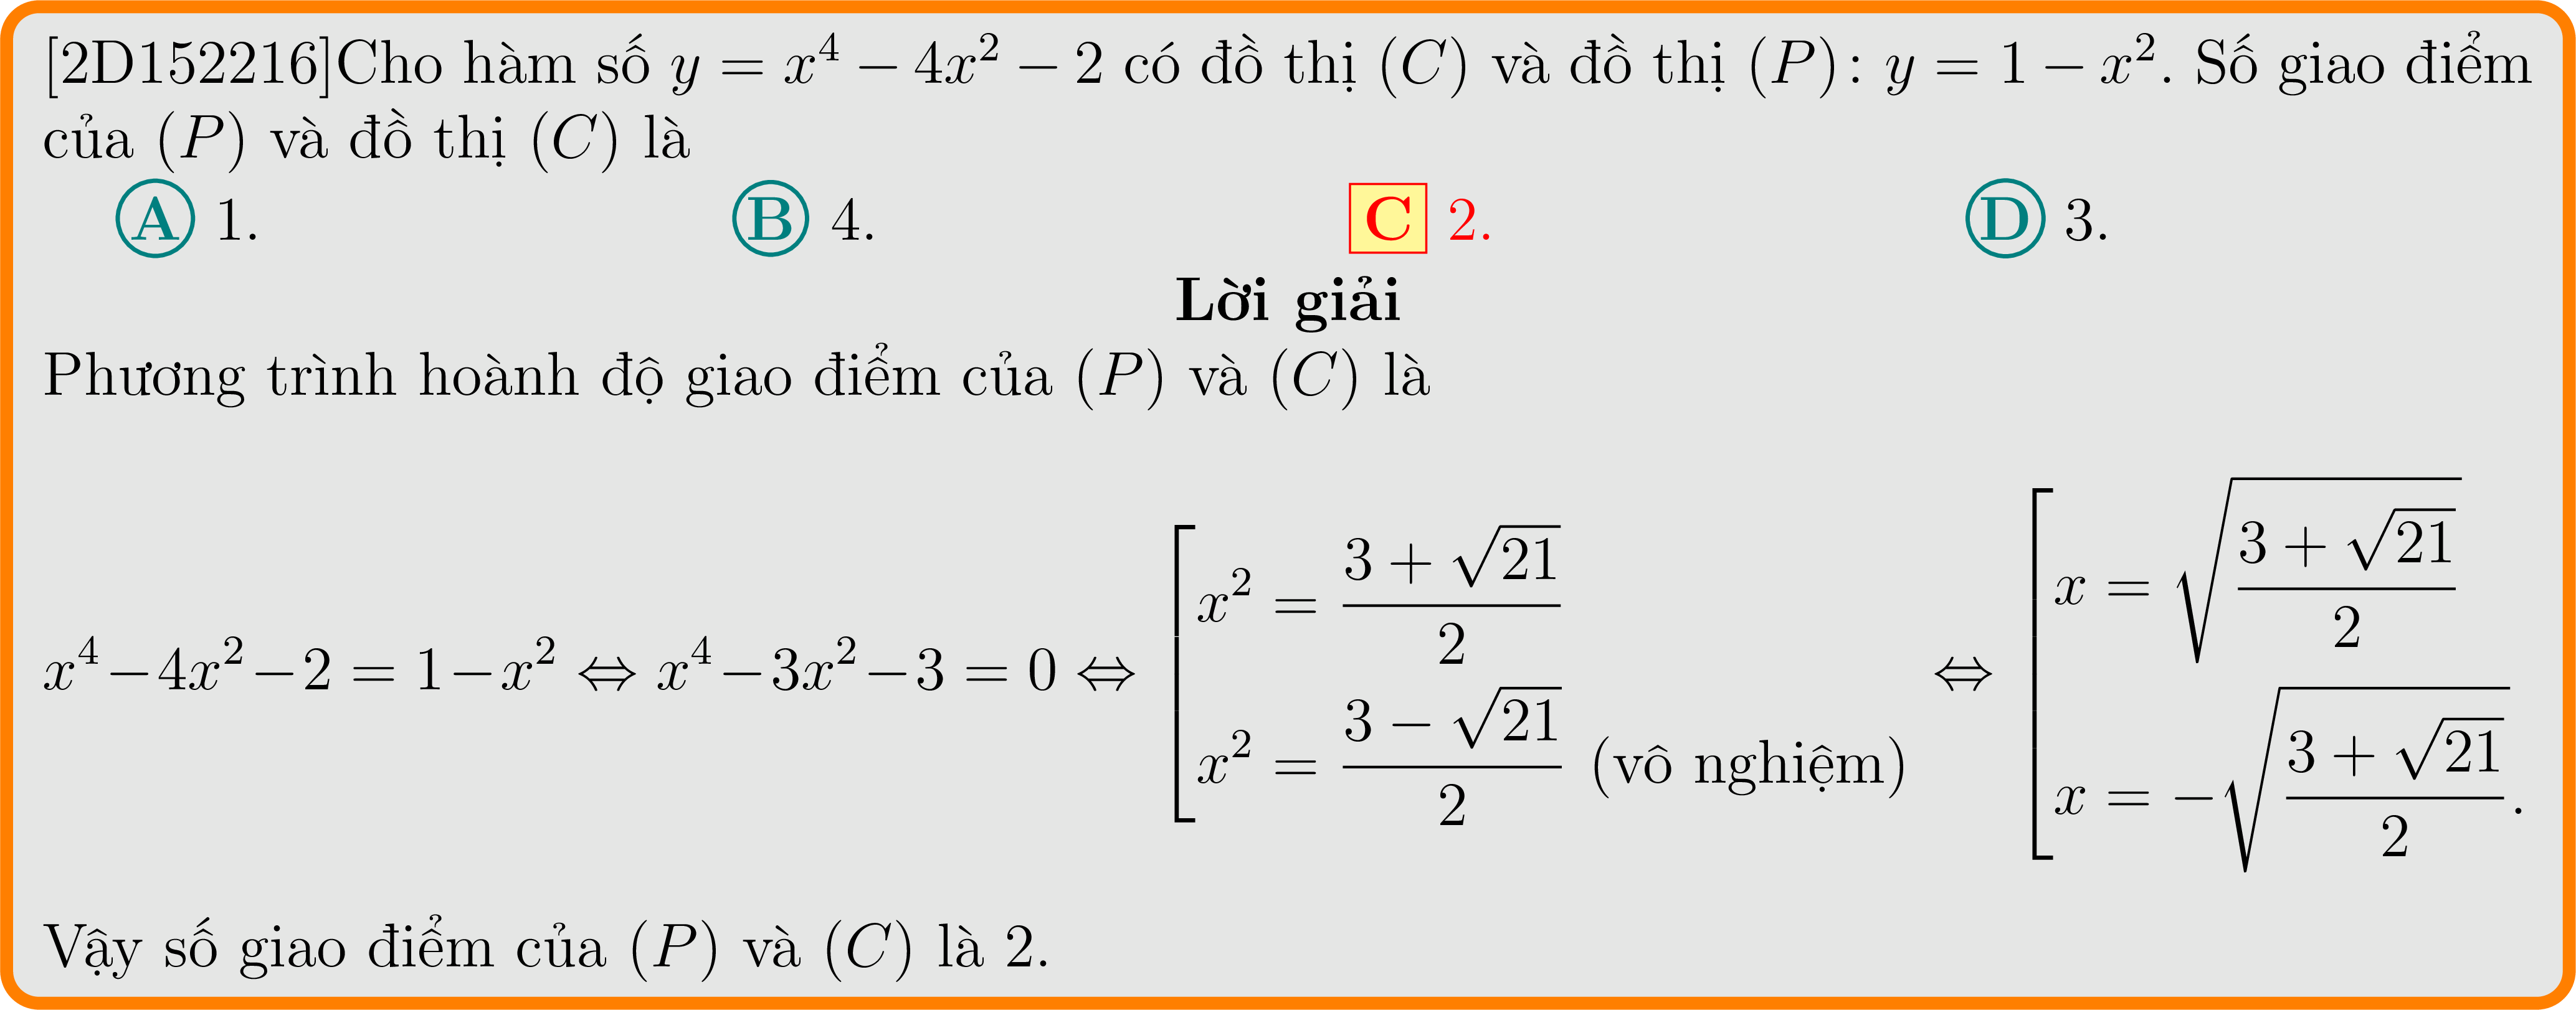 [2D152216]Cho hàm số $y = x^4 - 4x^2 - 2$ có đồ thị $(C)$ và đồ thị $(P)$: $y = 1 - x^2$. Số giao điểm
của $(P)$ và đồ thị $(C)$ là
A 1. B 4. C 2. D 3.
Lời giải
Phương trình hoành độ giao điểm của $(P)$ và $(C)$ là
$x^4 - 4x^2 - 2 = 1 - x^2 \Leftrightarrow x^4 - 3x^2 - 3 = 0 \Leftrightarrow \left[\begin{array}{l} x^2 = \dfrac{3 + \sqrt{21}}{2} \\ x^2 = \dfrac{3 - \sqrt{21}}{2} \text{ (vô nghiệm)} \end{array}\right. \Leftrightarrow \left[\begin{array}{l} x = \sqrt{\dfrac{3 + \sqrt{21}}{2}} \\ x = -\sqrt{\dfrac{3 + \sqrt{21}}{2}}. \end{array}\right.$
Vậy số giao điểm của $(P)$ và $(C)$ là 2.